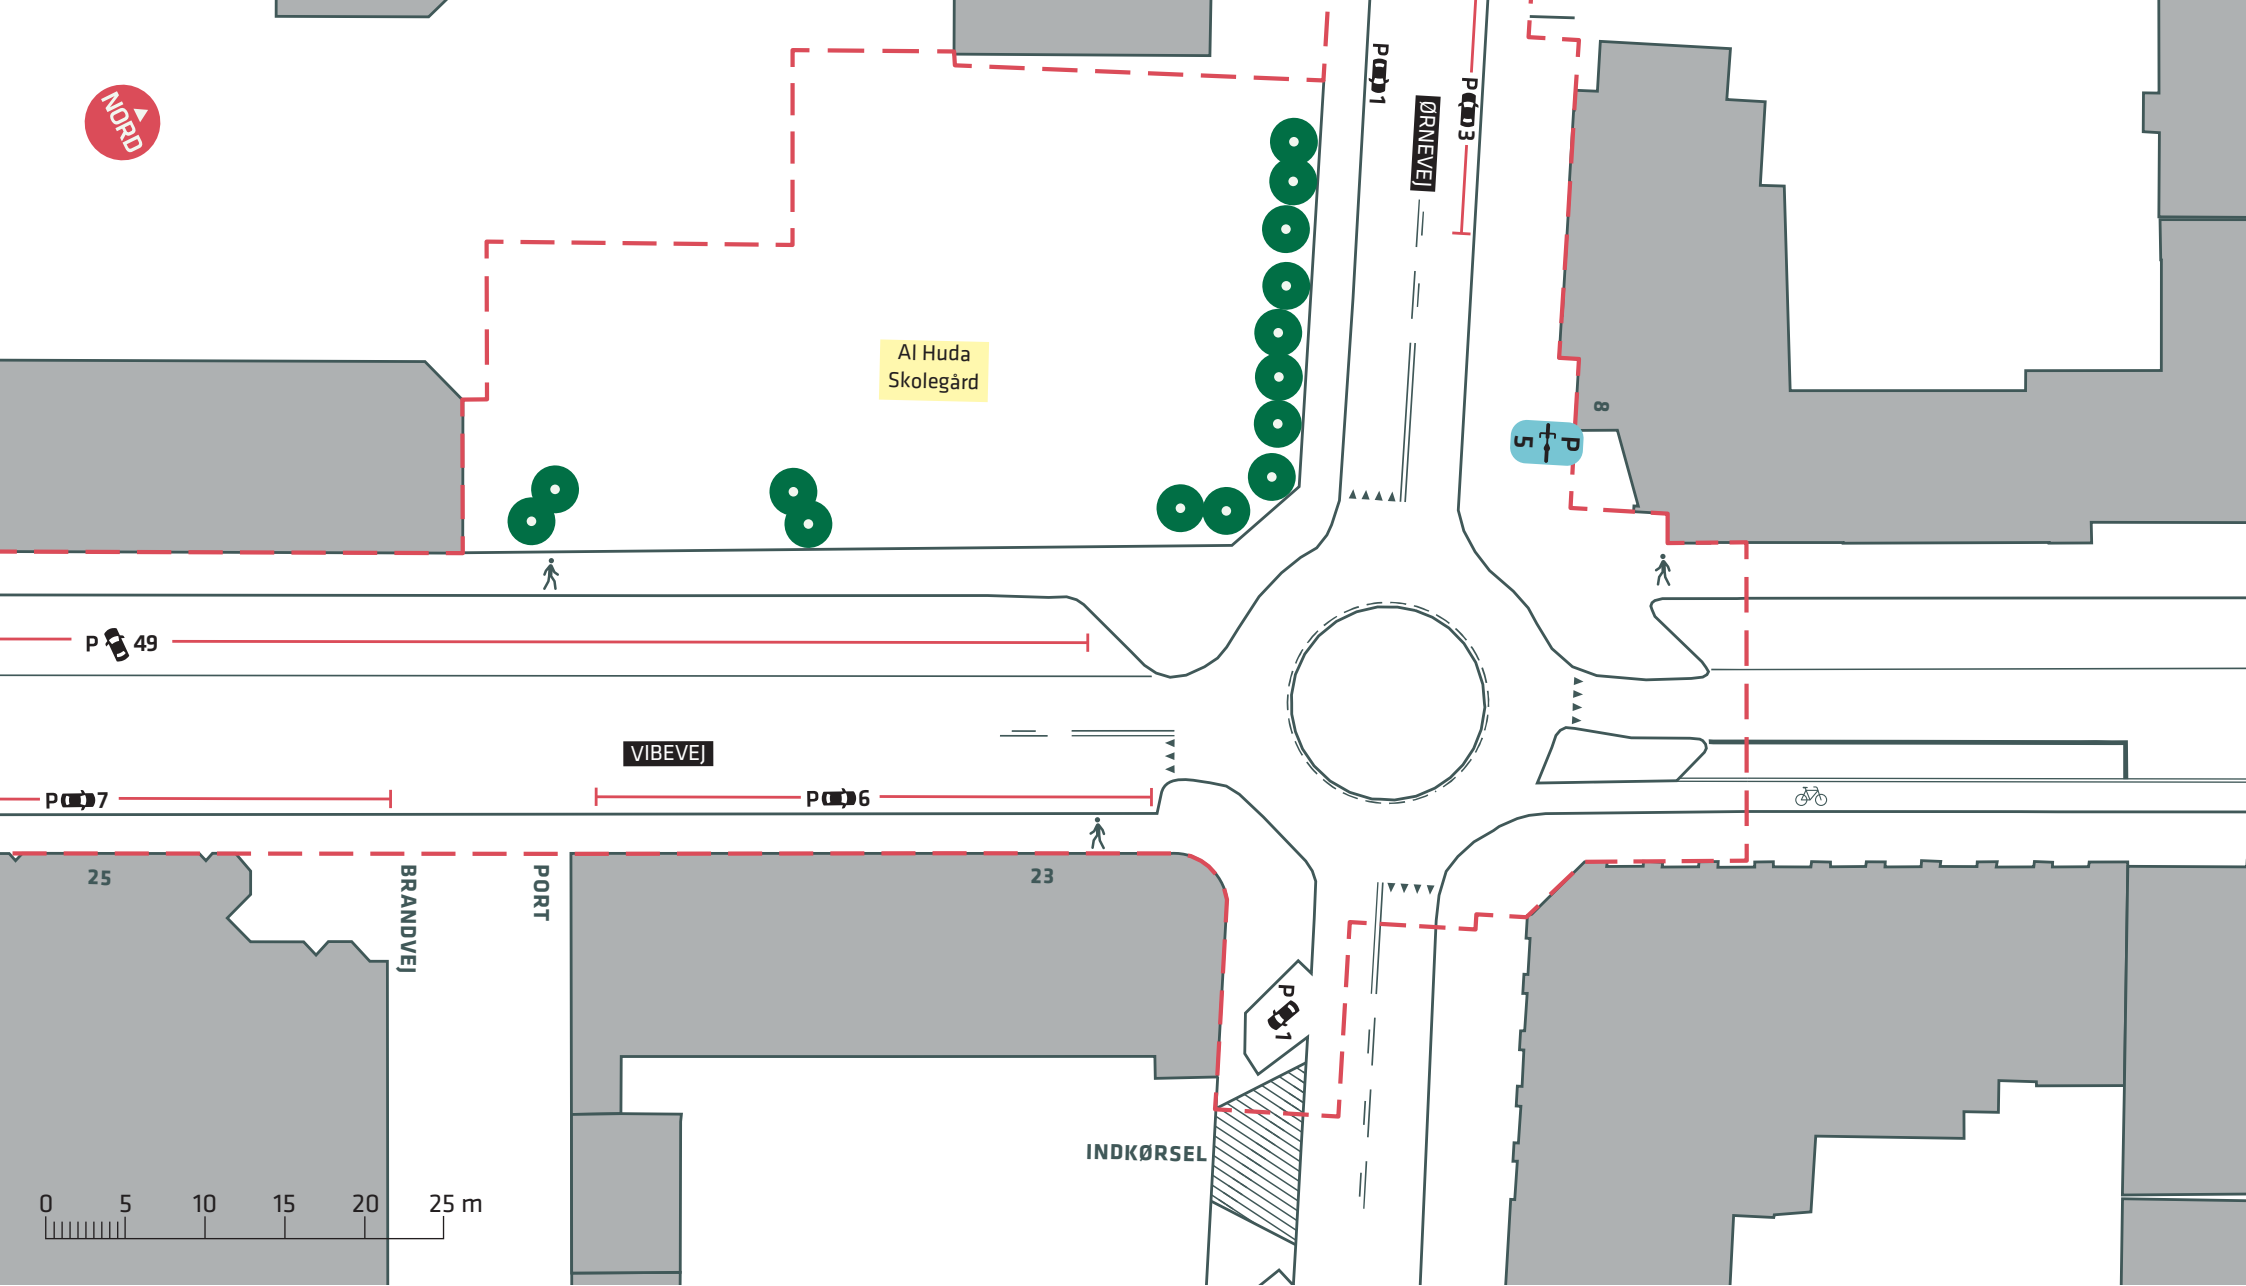 NORD
P 1
P 3
ØRNEVEJ
Al Huda
Skolegård
8
P
5
P 49
VIBEVEJ
P 7
P 6
25
BRANDVEJ
PORT
23
P 1
INDKØRSEL
0 5 10 15 20 25 m